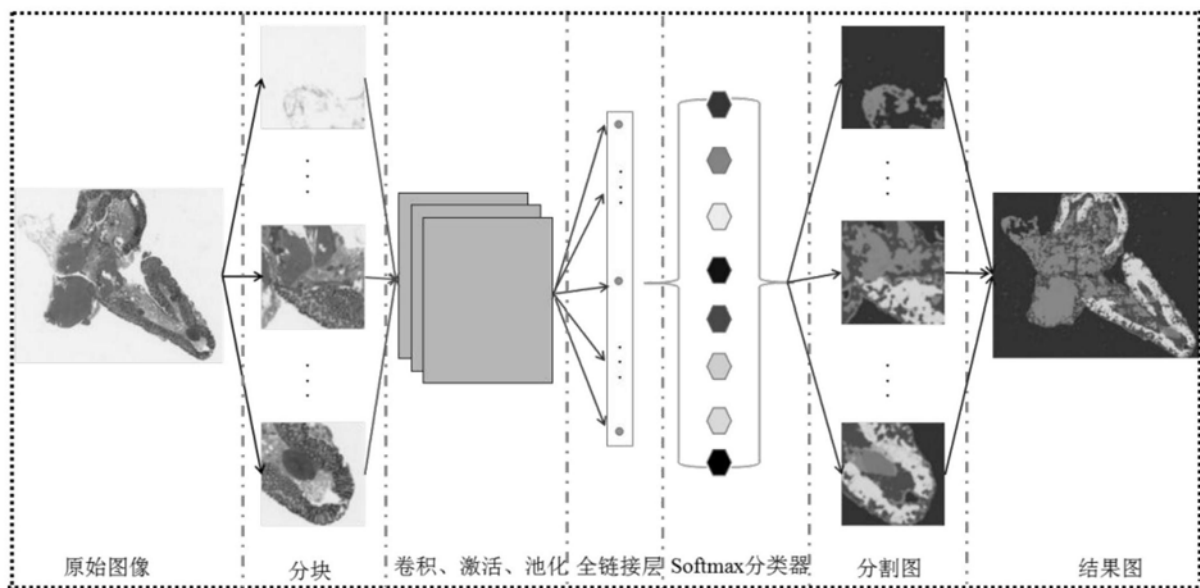 原始图像
分块
卷积、激活、池化
全链接层
Softmax分类器
分割图
结果图